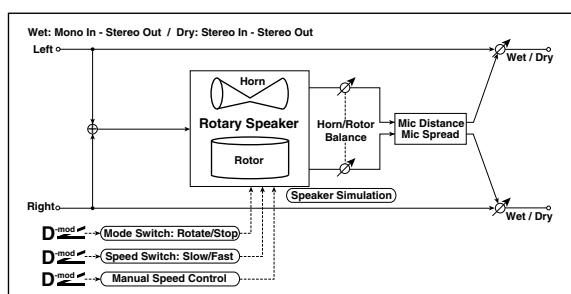 Wet: Mono In - Stereo Out / Dry: Stereo In - Stereo Out
Left
Wet / Dry
Horn
Rotary Speaker
Rotor
Horn/Rotor
Balance
Mic Distance
Mic Spread
Speaker Simulation
Right
Wet / Dry
D-mod
Mode Switch: Rotate/Stop
D-mod
Speed Switch: Slow/Fast
D-mod
Manual Speed Control